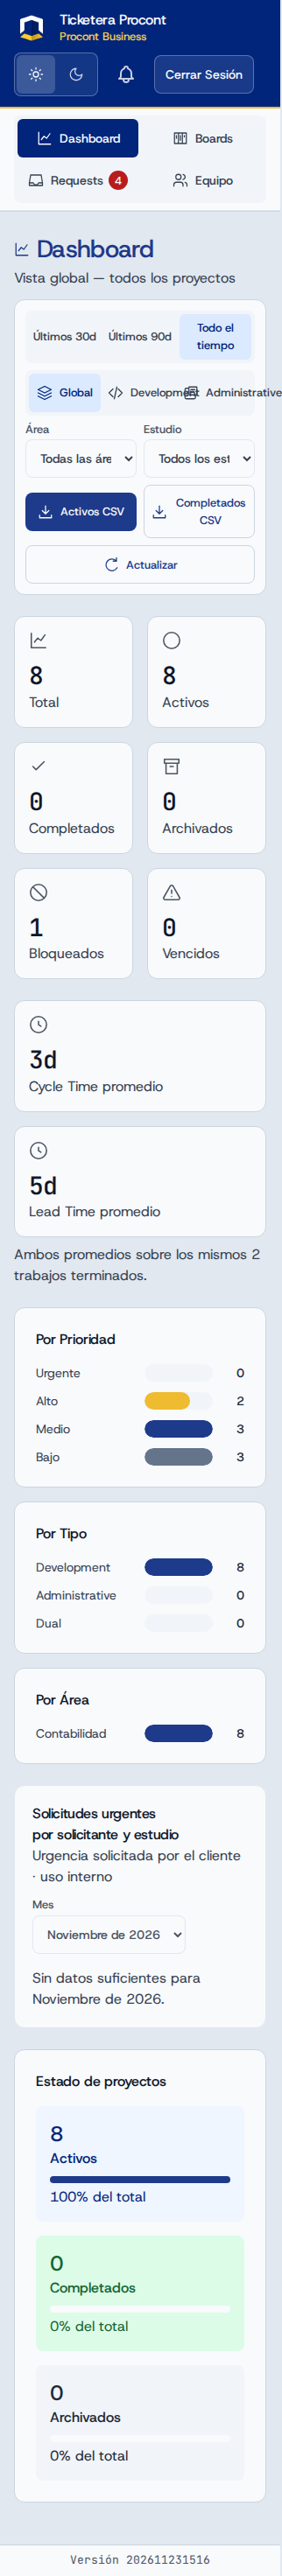 Ticketera Procont
Procont Business
Cerrar Sesión
Dashboard
Boards
Requests 4
Equipo
Dashboard
Vista global — todos los proyectos
Últimos 30d
Últimos 90d
Todo el
tiempo
Global
Development
Administrative
Área
Estudio
Todas las áre
Todos los est
Activos CSV
Completados
CSV
Actualizar
8
Total
8
Activos
0
Completados
0
Archivados
1
Bloqueados
0
Vencidos
3d
Cycle Time promedio
5d
Lead Time promedio
Ambos promedios sobre los mismos 2
trabajos terminados.
Por Prioridad
Urgente 0
Alto 2
Medio 3
Bajo 3
Por Tipo
Development 8
Administrative 0
Dual 0
Por Área
Contabilidad 8
Solicitudes urgentes
por solicitante y estudio
Urgencia solicitada por el cliente
· uso interno
Mes
Noviembre de 2026
Sin datos suficientes para
Noviembre de 2026.
Estado de proyectos
8
Activos
100% del total
0
Completados
0% del total
0
Archivados
0% del total
Versión 202611231516